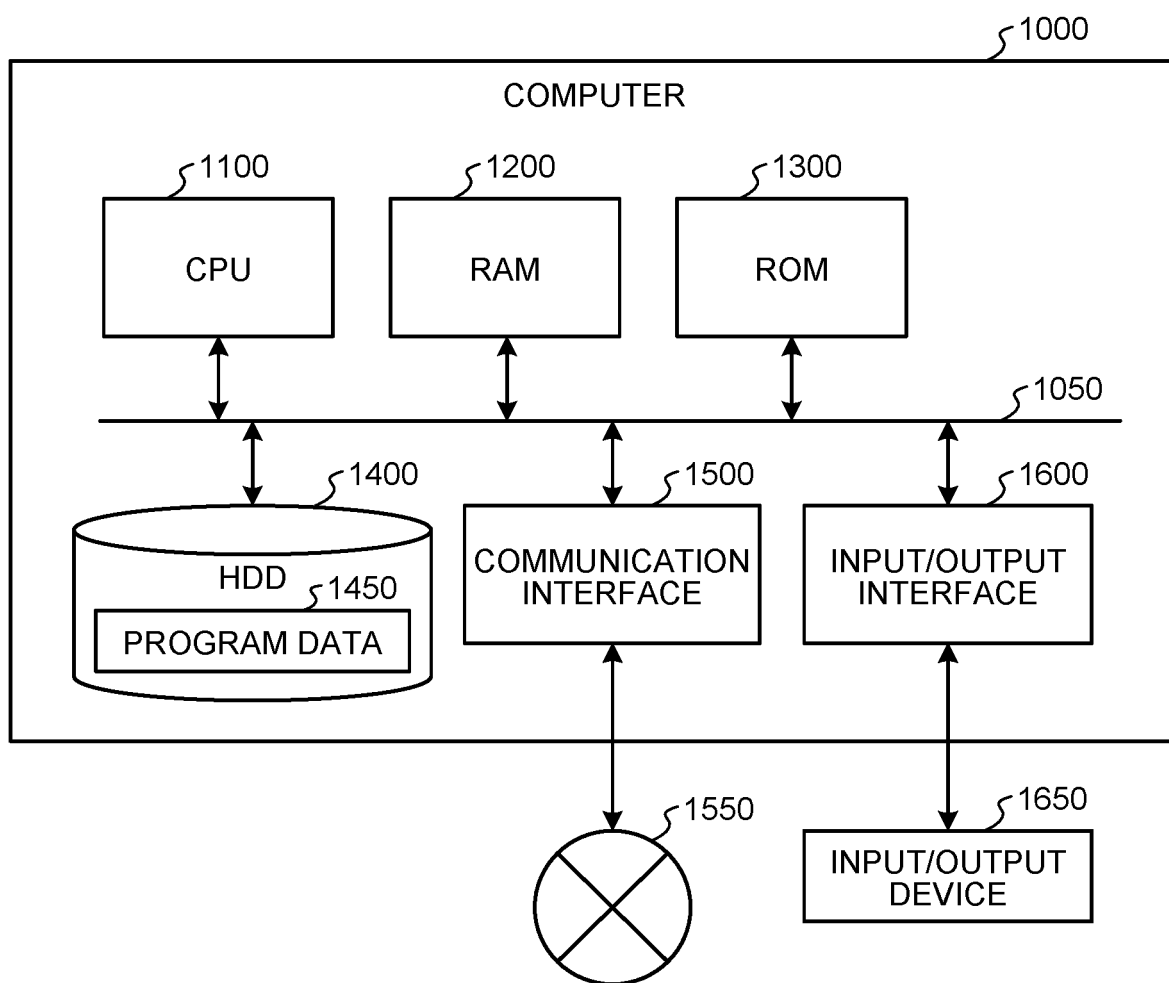 1000
COMPUTER
1100
1200
1300
CPU
RAM
ROM
1050
1400
1500
1600
HDD
COMMUNICATION
INTERFACE
INPUT/OUTPUT
INTERFACE
1450
PROGRAM DATA
1550
1650
INPUT/OUTPUT
DEVICE